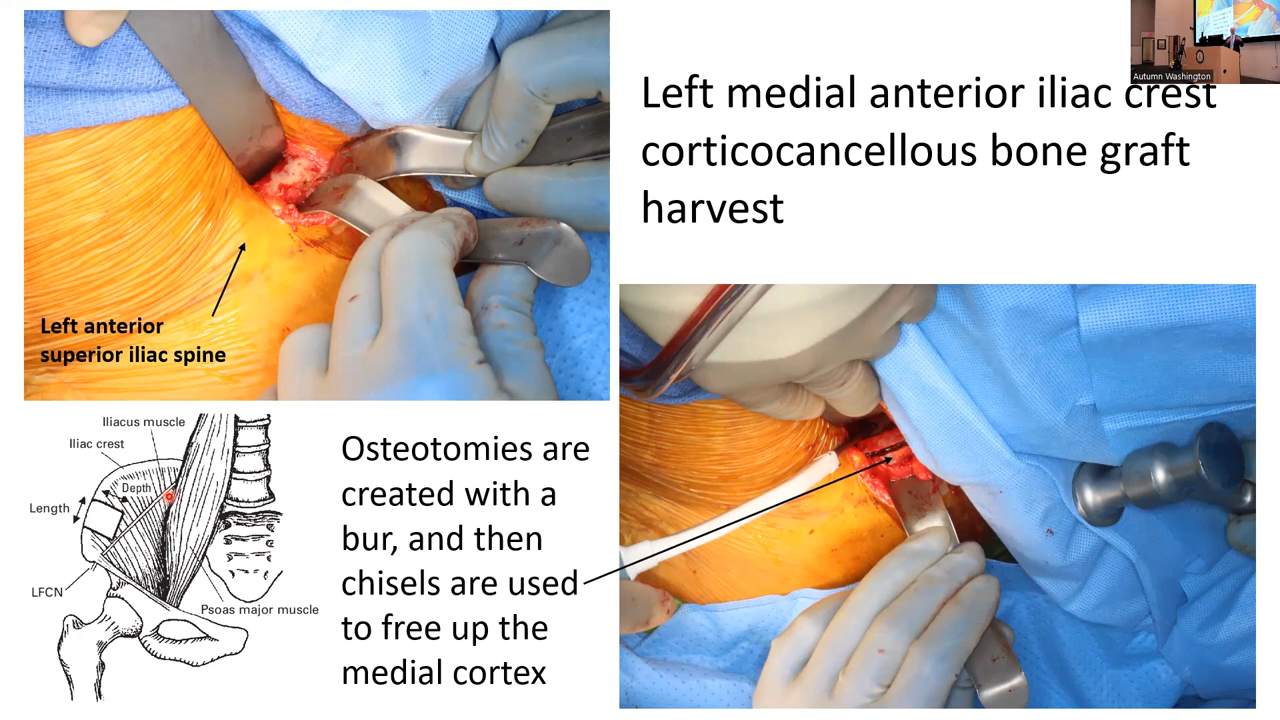 Autumn Washington
Left medial anterior iliac crest
corticocancellous bone graft
harvest
Left anterior
superior iliac spine
Iliacus muscle
Iliac crest
Depth
Length
LFCN
Psoas major muscle
Osteotomies are
created with a
bur, and then
chisels are used
to free up the
medial cortex